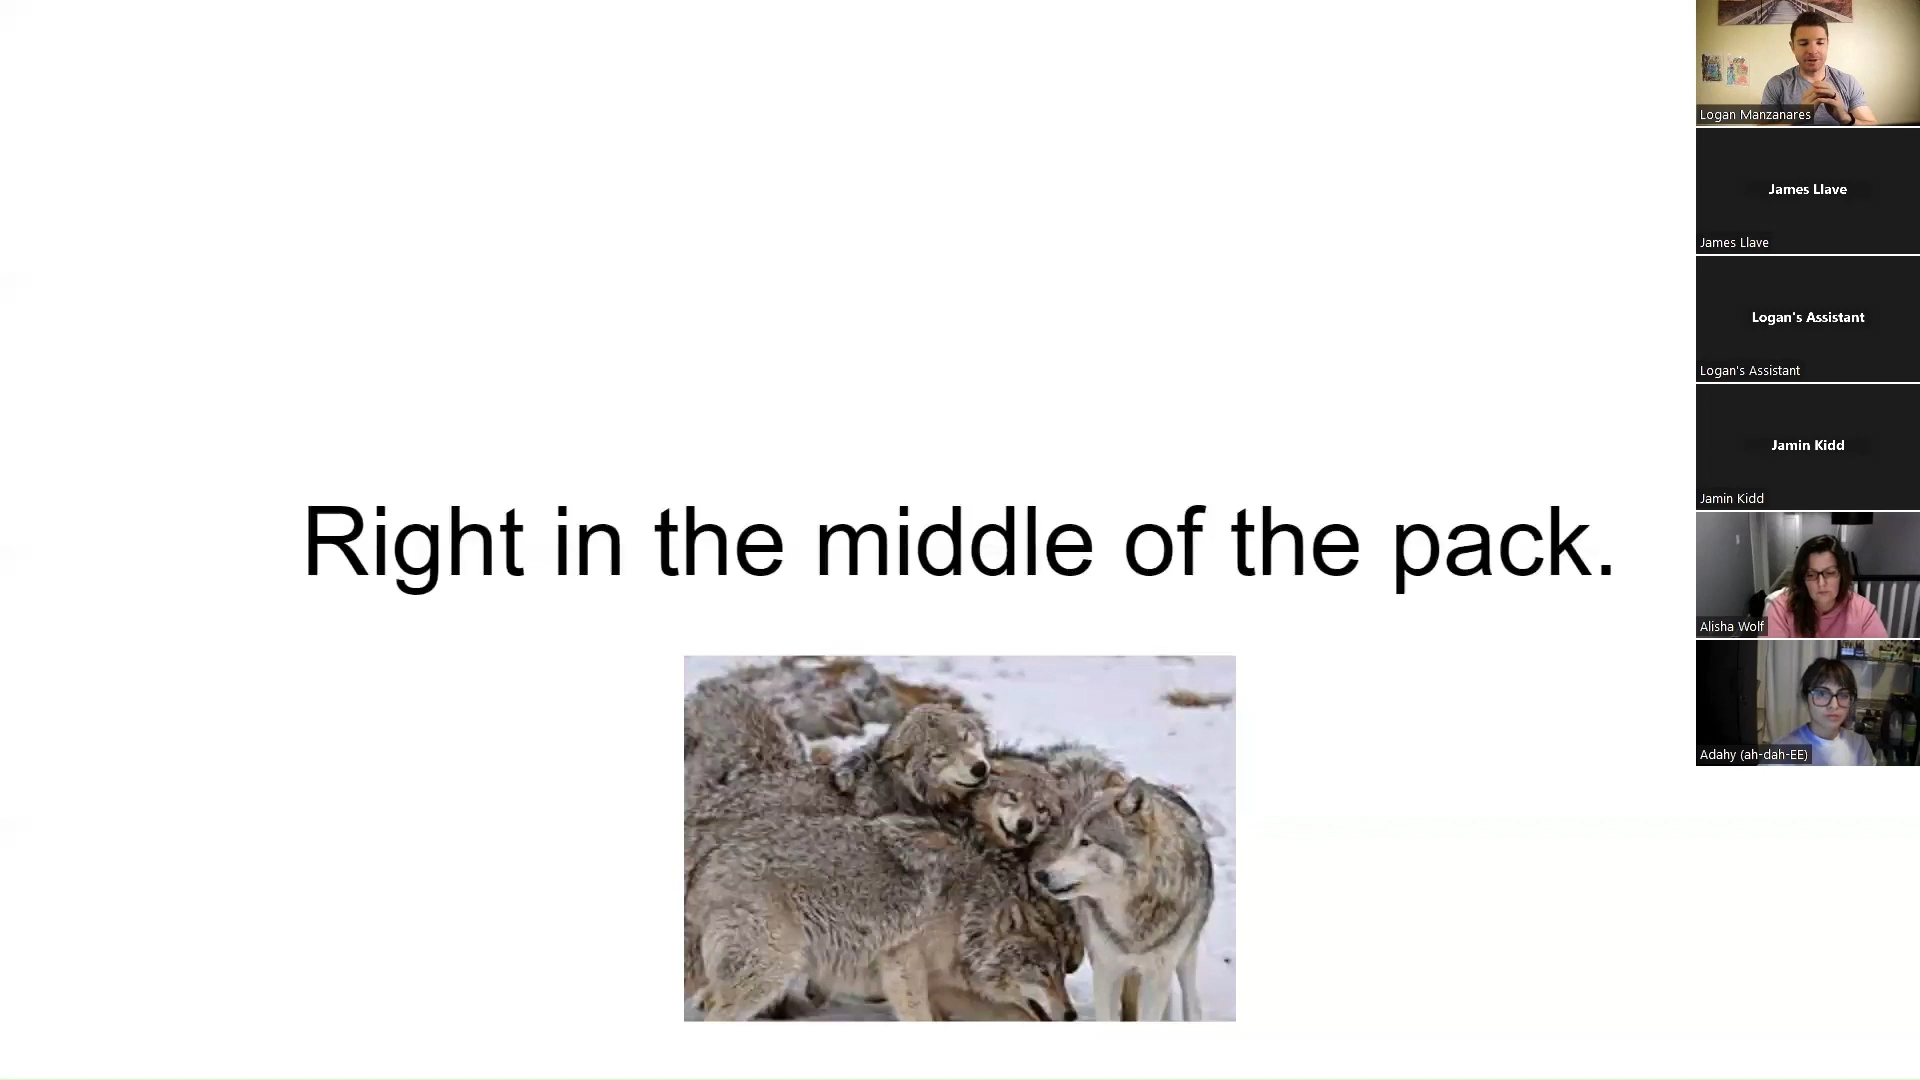 Right in the middle of the pack.
Logan Manzanares
James Llave
James Llave
Logan's Assistant
Logan's Assistant
Jamin Kidd
Jamin Kidd
Alisha Wolf
Adahy (ah-dah-EE)